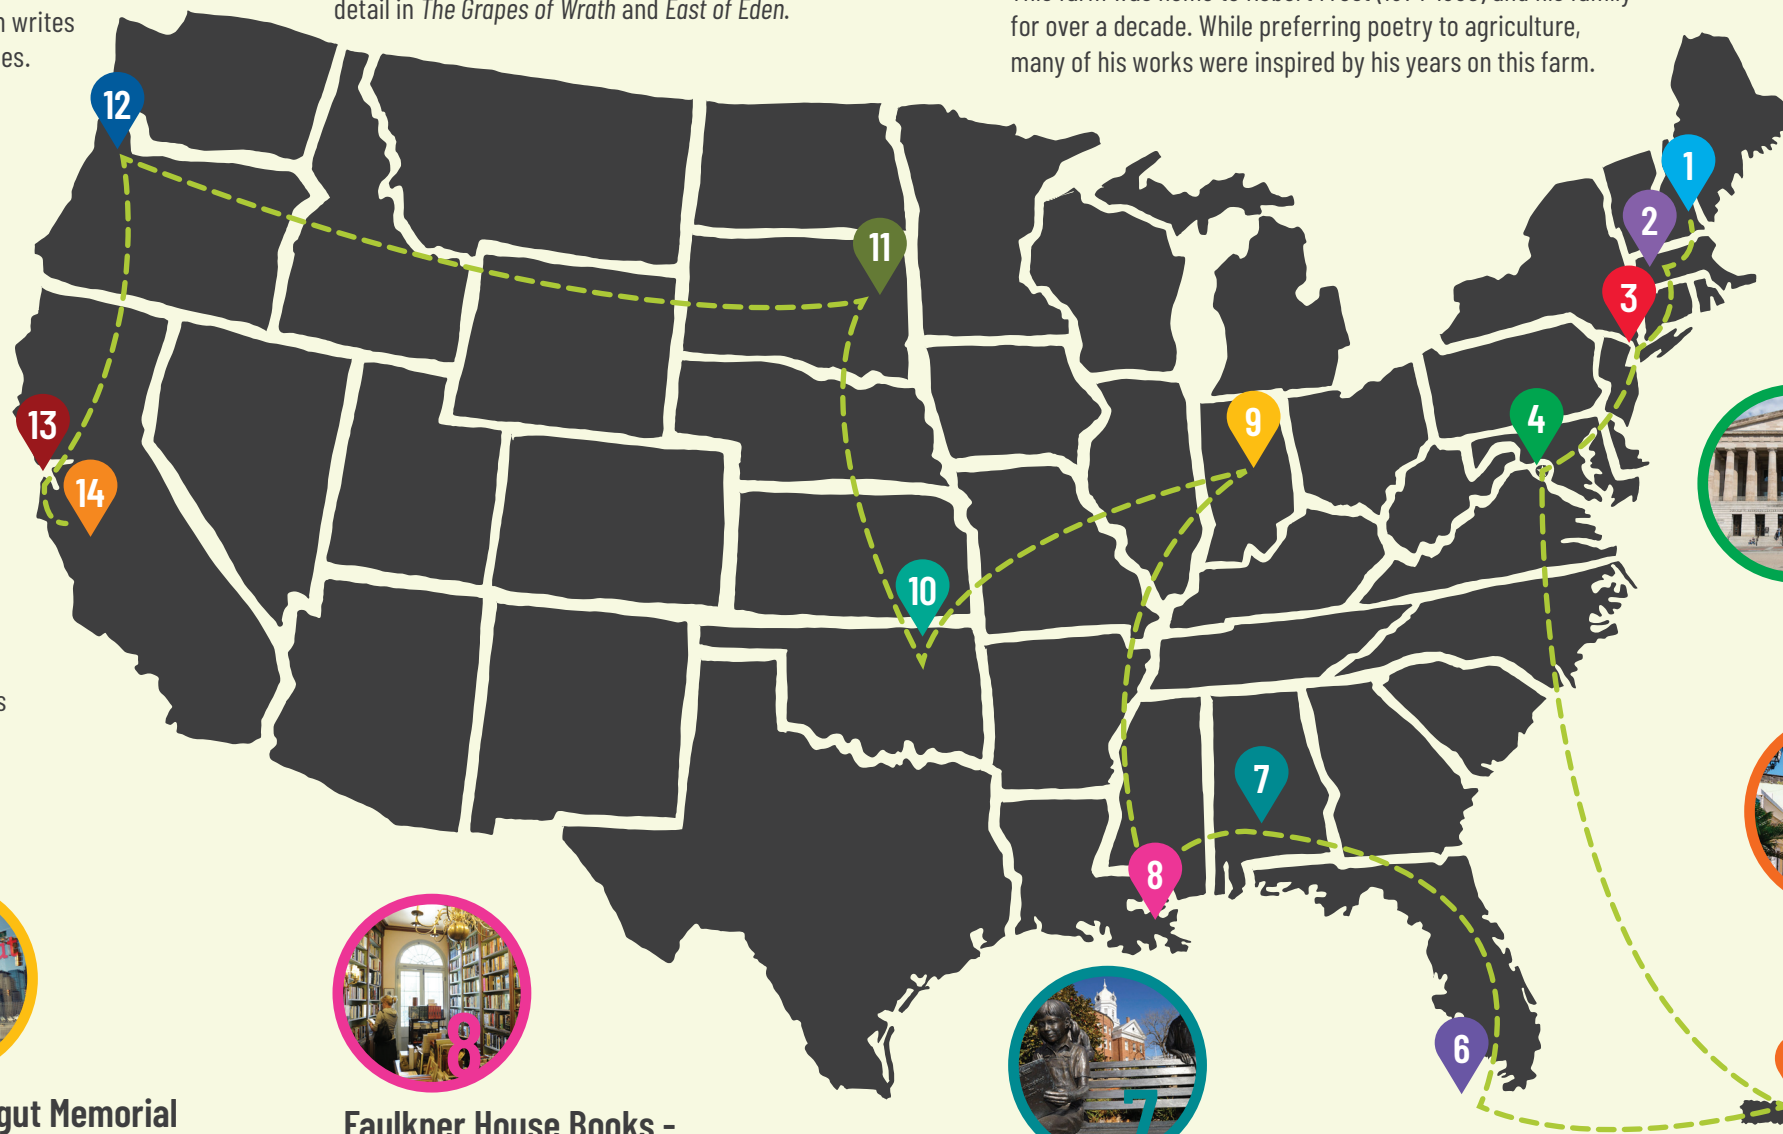 writes
es.
detail in The Grapes of Wrath and East of Eden.
for over a decade. While preferring poetry to agriculture,
many of his works were inspired by his years on this farm.
12
1
2
11
3
4
13
9
14
10
s
7
8
6
8
7
gut Memorial
Faulkner House Books -